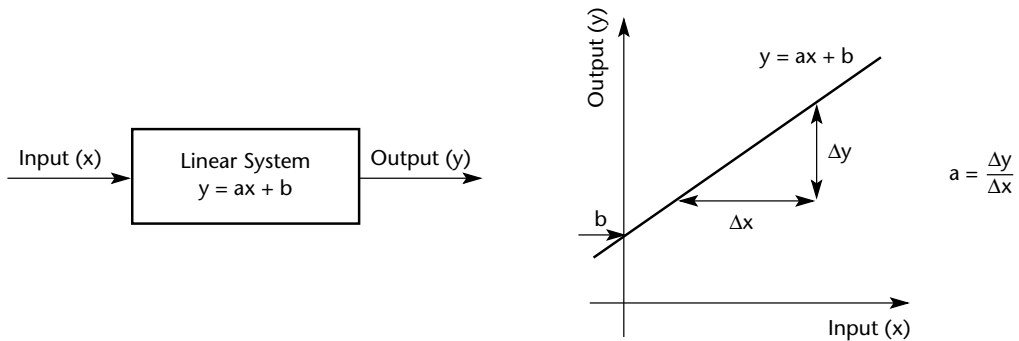 Input (x)
Linear System
y = ax + b
Output (y)
Output (y)
y = ax + b
Δy
Δx
b
Input (x)
a = Δy
Δx